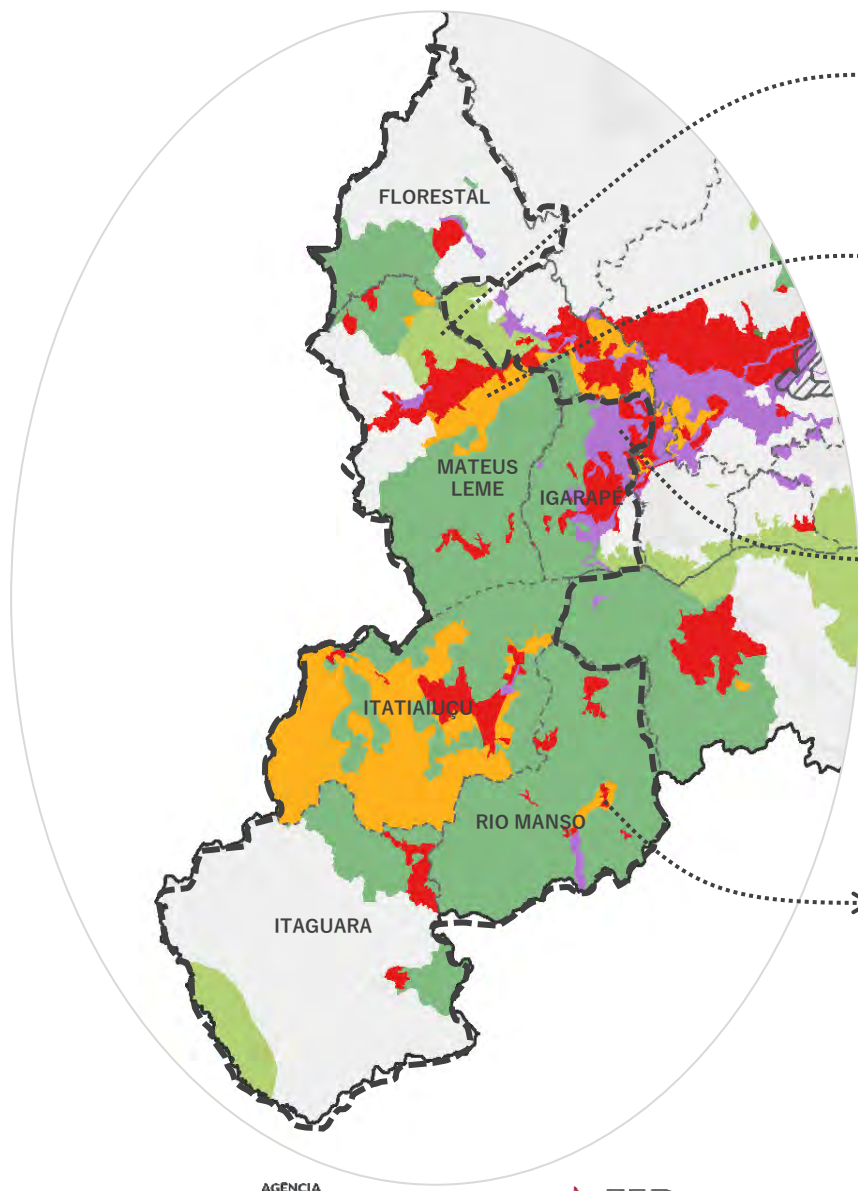 FLORESTAL
MATEUS
LEME
IGARAPÉ
ITATIAIUÇU
RIO MANSO
ITAGUARA
AGÊNCIA